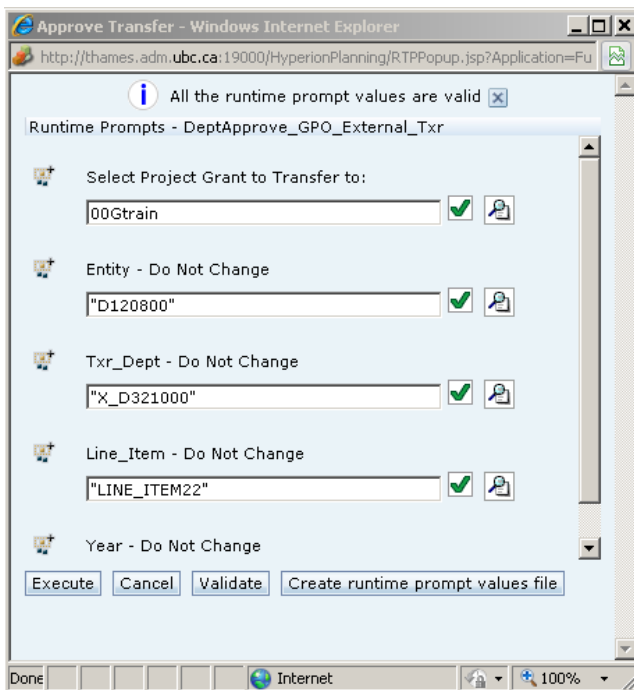 Approve Transfer - Windows Internet Explorer
http://thames.adm.ubc.ca:19000/HyperionPlanning/RTPPopup.jsp?Application=Fu
All the runtime prompt values are valid
Runtime Prompts - DeptApprove_GPO_External_Txr
Select Project Grant to Transfer to:
00Gtrain
Entity - Do Not Change
"D120800"
Txr_Dept - Do Not Change
"X_D321000"
Line_Item - Do Not Change
"LINE_ITEM22"
Year - Do Not Change
Execute Cancel Validate Create runtime prompt values file
Done Internet 100%